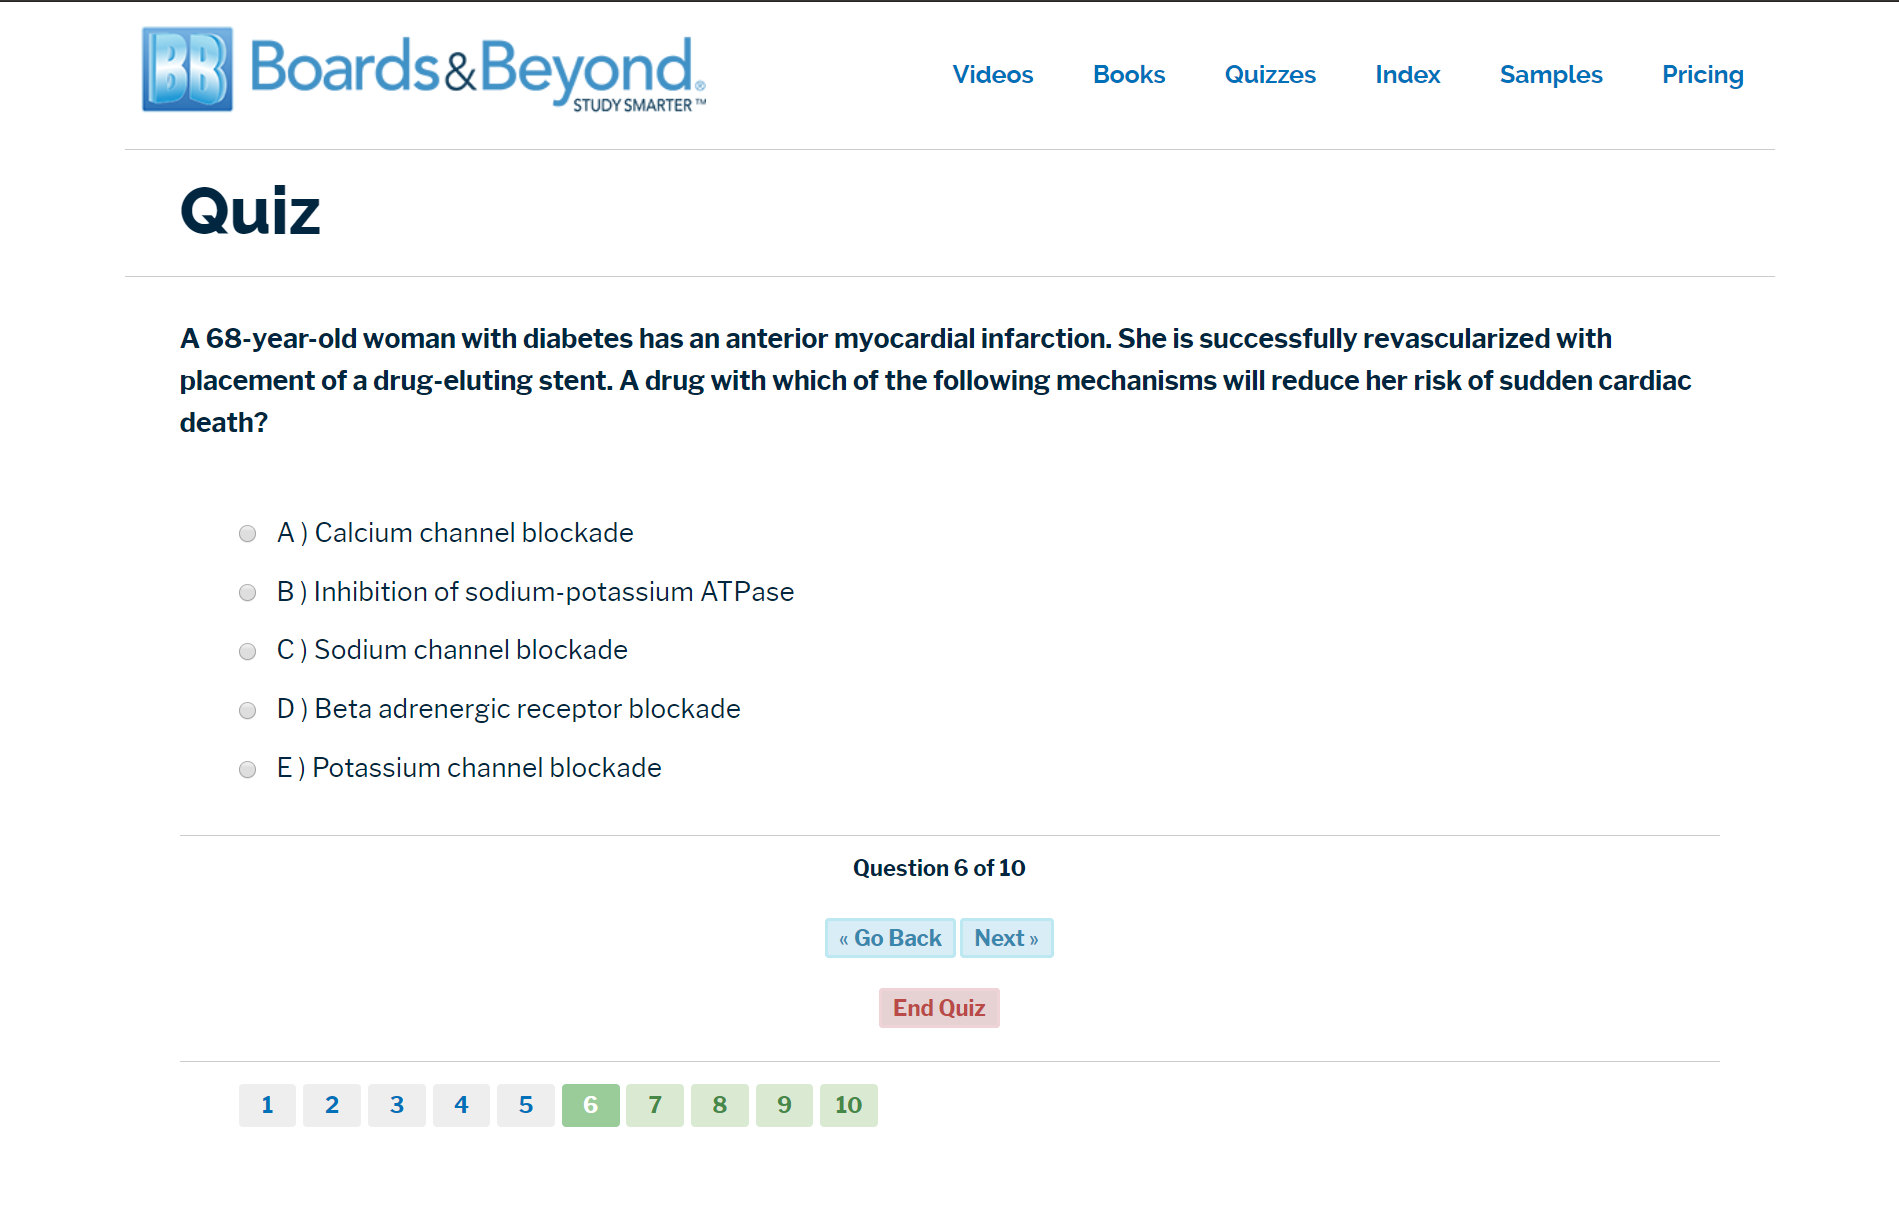 BB Boards&Beyond®
STUDY SMARTER™
Videos Books Quizzes Index Samples Pricing
Quiz
A 68-year-old woman with diabetes has an anterior myocardial infarction. She is successfully revascularized with
placement of a drug-eluting stent. A drug with which of the following mechanisms will reduce her risk of sudden cardiac
death?
A ) Calcium channel blockade
B ) Inhibition of sodium-potassium ATPase
C ) Sodium channel blockade
D ) Beta adrenergic receptor blockade
E ) Potassium channel blockade
Question 6 of 10
« Go Back Next »
End Quiz
1 2 3 4 5 6 7 8 9 10